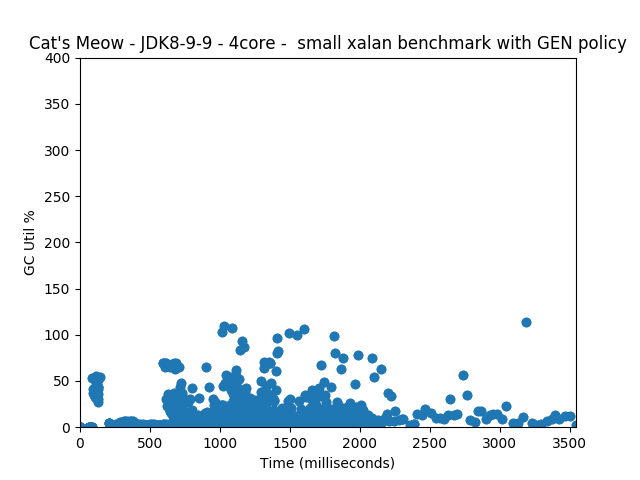 Cat's Meow - JDK8-9-9 - 4core -  small xalan benchmark with GEN policy
400
350
300
250
200
150
100
50
0
GC Util %
0 500 1000 1500 2000 2500 3000 3500
Time (milliseconds)